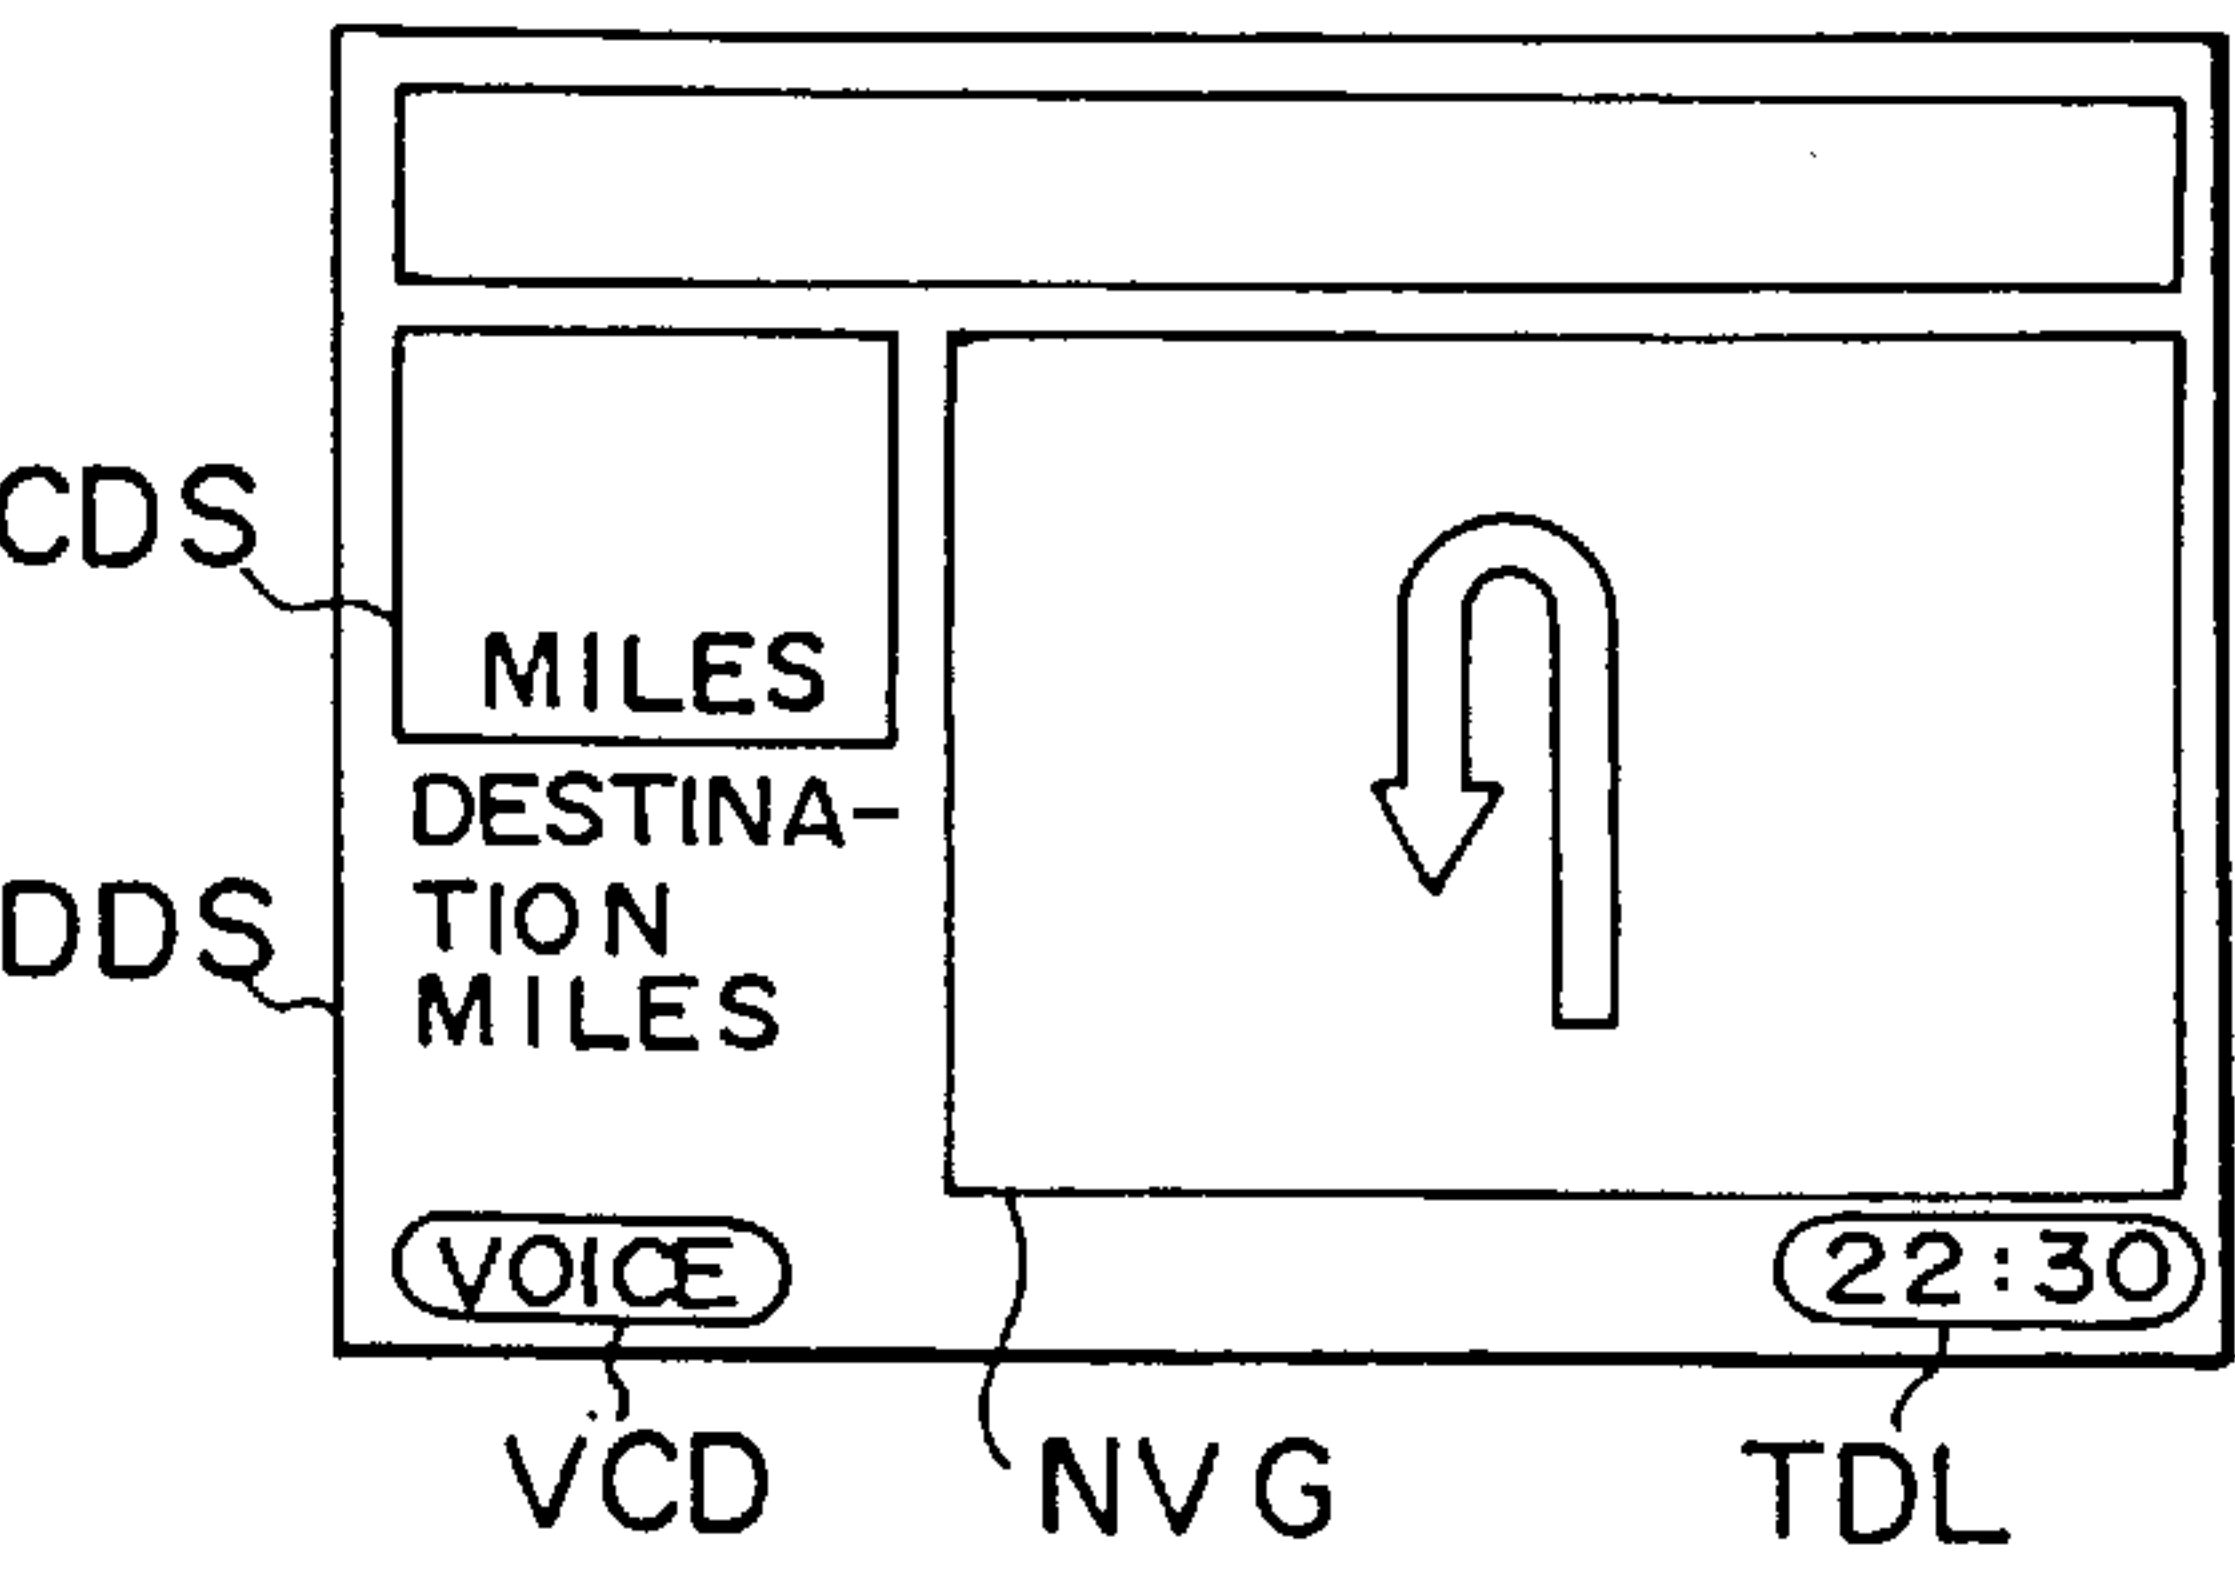 CDS
MILES
DESTINA-
TION
MILES
DDS
VOICE
22:30
VCD
NVG
TDL